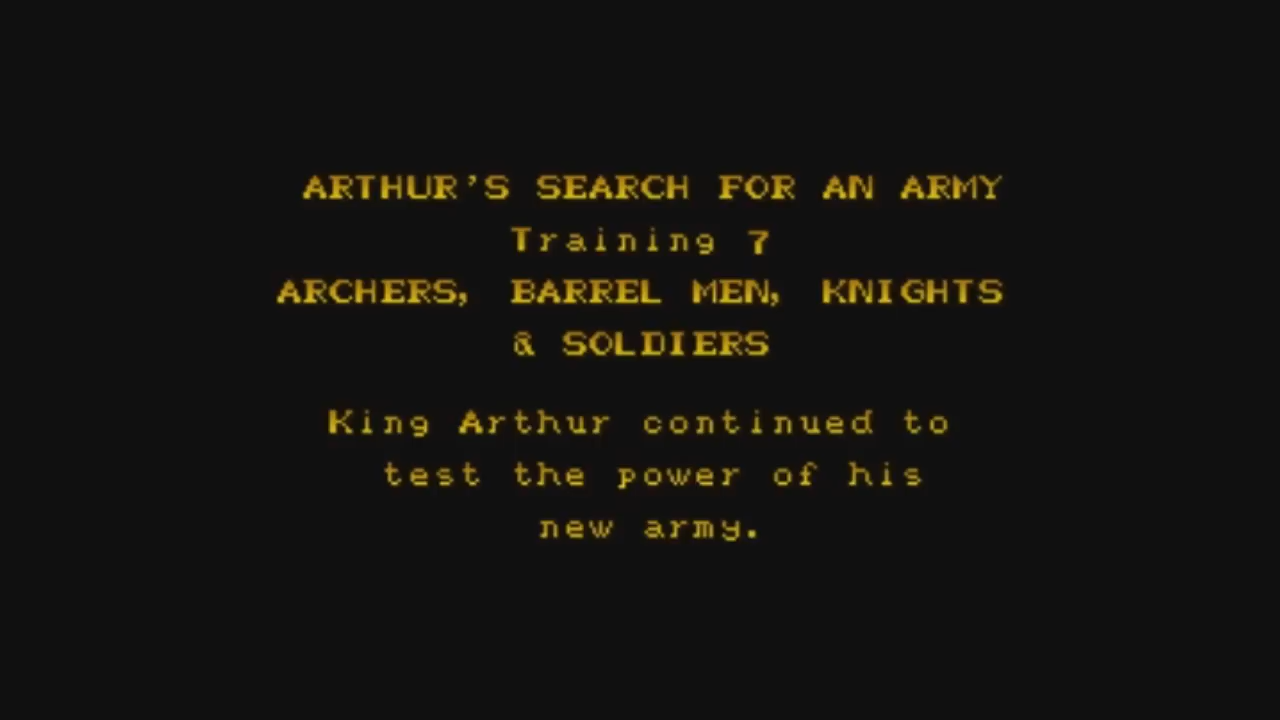 ARTHUR'S SEARCH FOR AN ARMY
Training 7
ARCHERS, BARREL MEN, KNIGHTS
& SOLDIERS
King Arthur continued to
test the power of his
new army.